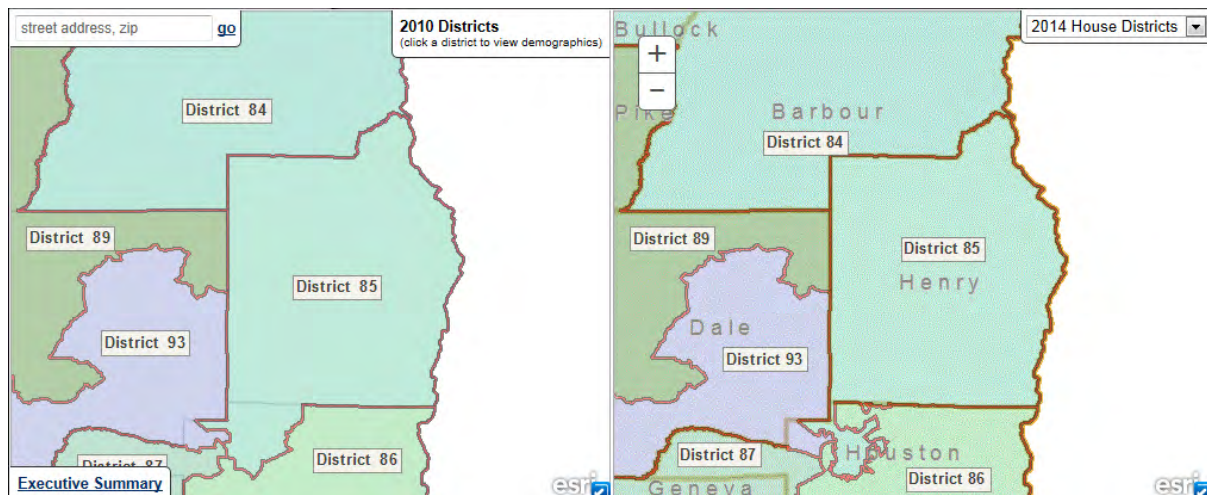 street address, zip
go
2010 Districts
(click a district to view demographics)
District 84
District 89
District 85
District 93
District 87
District 86
Executive Summary
esri
2014 House Districts
+
−
Bullock
Pike
Barbour
District 84
District 89
District 85
Henry
Dale
District 93
District 87
Houston
District 86
Geneva
esri